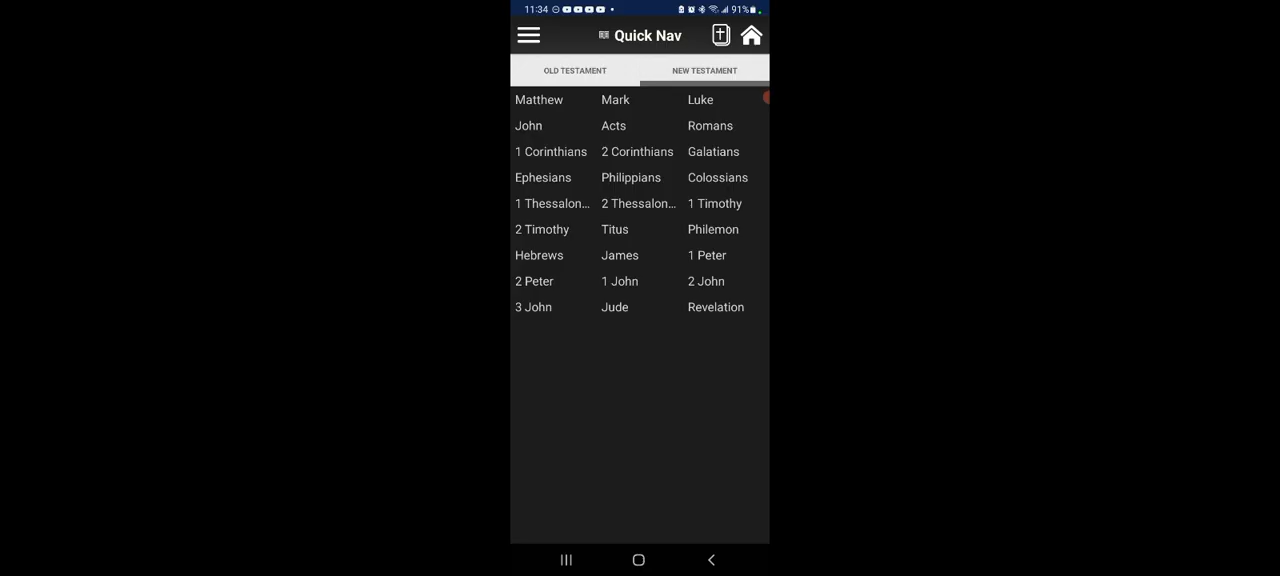 11:34 91%
Quick Nav
OLD TESTAMENT NEW TESTAMENT
Matthew Mark Luke
John Acts Romans
1 Corinthians 2 Corinthians Galatians
Ephesians Philippians Colossians
1 Thessalon... 2 Thessalon... 1 Timothy
2 Timothy Titus Philemon
Hebrews James 1 Peter
2 Peter 1 John 2 John
3 John Jude Revelation